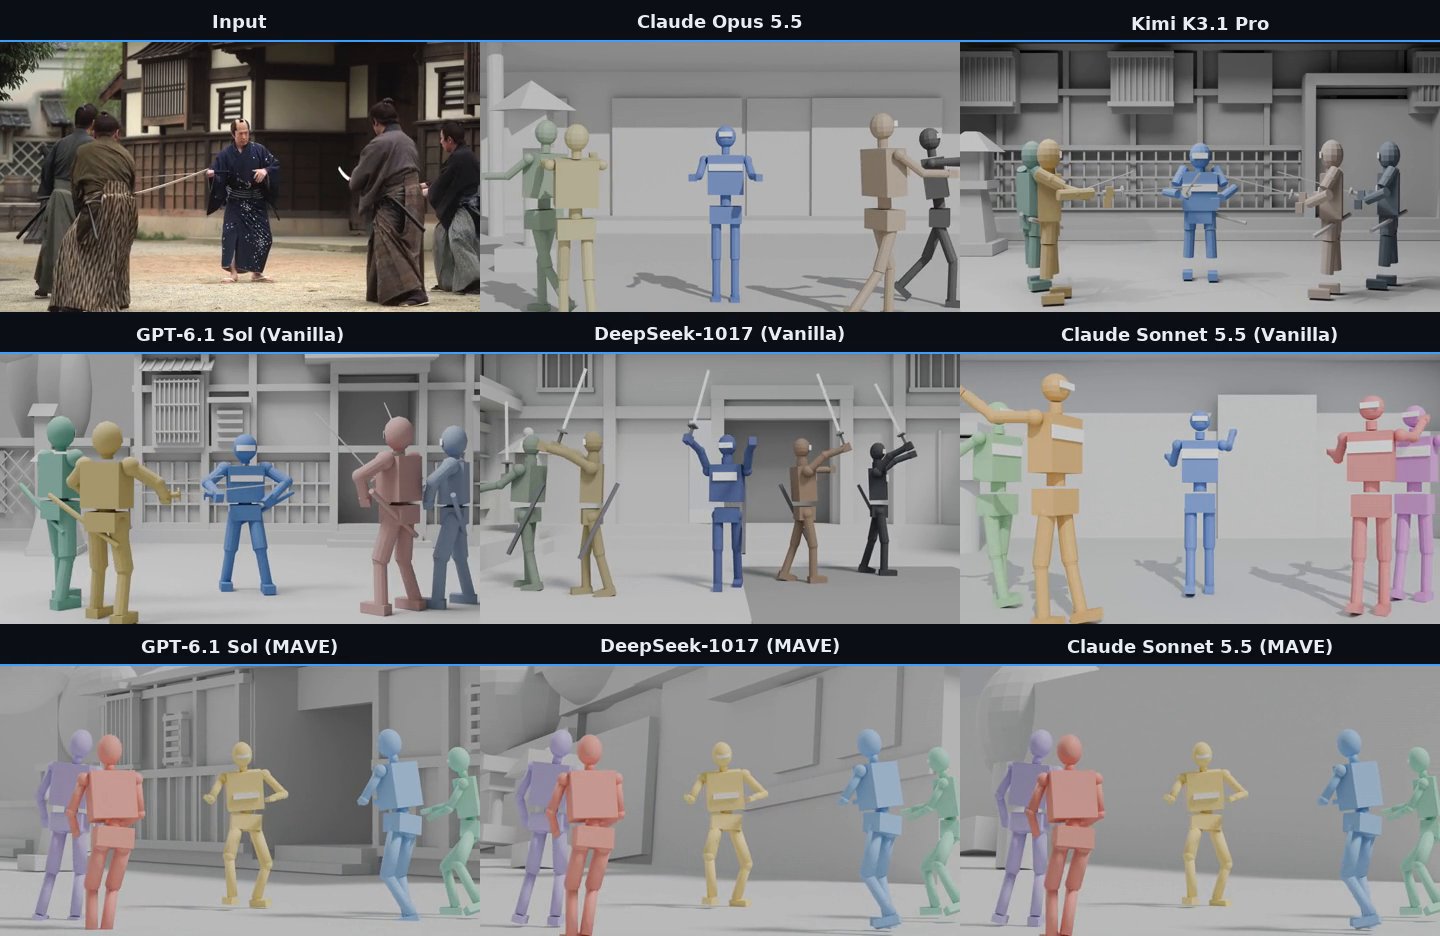 Input
Claude Opus 5.5
Kimi K3.1 Pro
GPT-6.1 Sol (Vanilla)
DeepSeek-1017 (Vanilla)
Claude Sonnet 5.5 (Vanilla)
GPT-6.1 Sol (MAVE)
DeepSeek-1017 (MAVE)
Claude Sonnet 5.5 (MAVE)